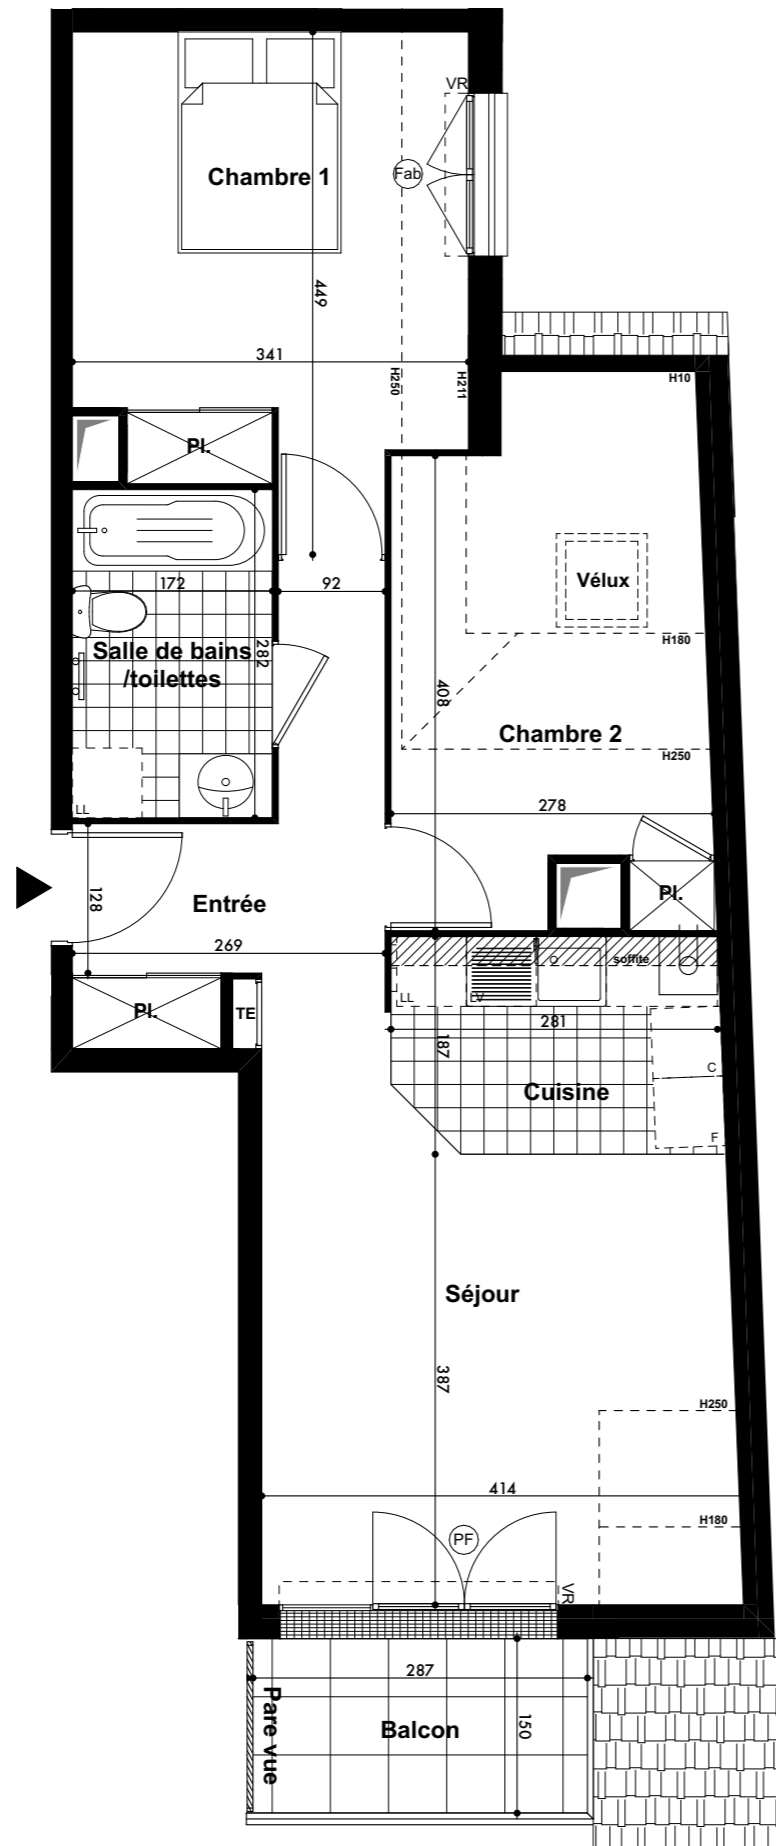 VR
Chambre 1
Fab
449
341
H250
H211
H10
Pl.
Vélux
172
92
H180
Salle de bains
/toilettes
282
408
Chambre 2
H250
278
LL
128
Entrée
Pl.
269
soffite
Pl.
TE
LL
LV
281
187
C
Cuisine
F
Séjour
387
H250
414
H180
PF
VR
287
Pare vue
150
Balcon